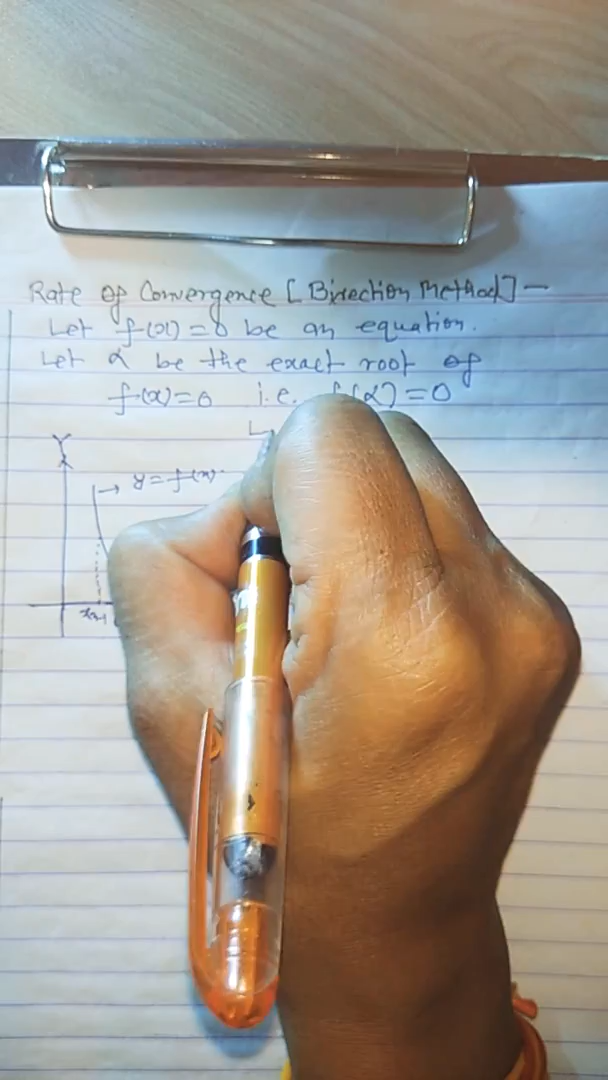 Rate of Convergence [Bisection Method] —
Let f(x) = 0 be an equation.
Let α be the exact root of
f(x) = 0 i.e. f(α) = 0
Y
→ y = f(x).